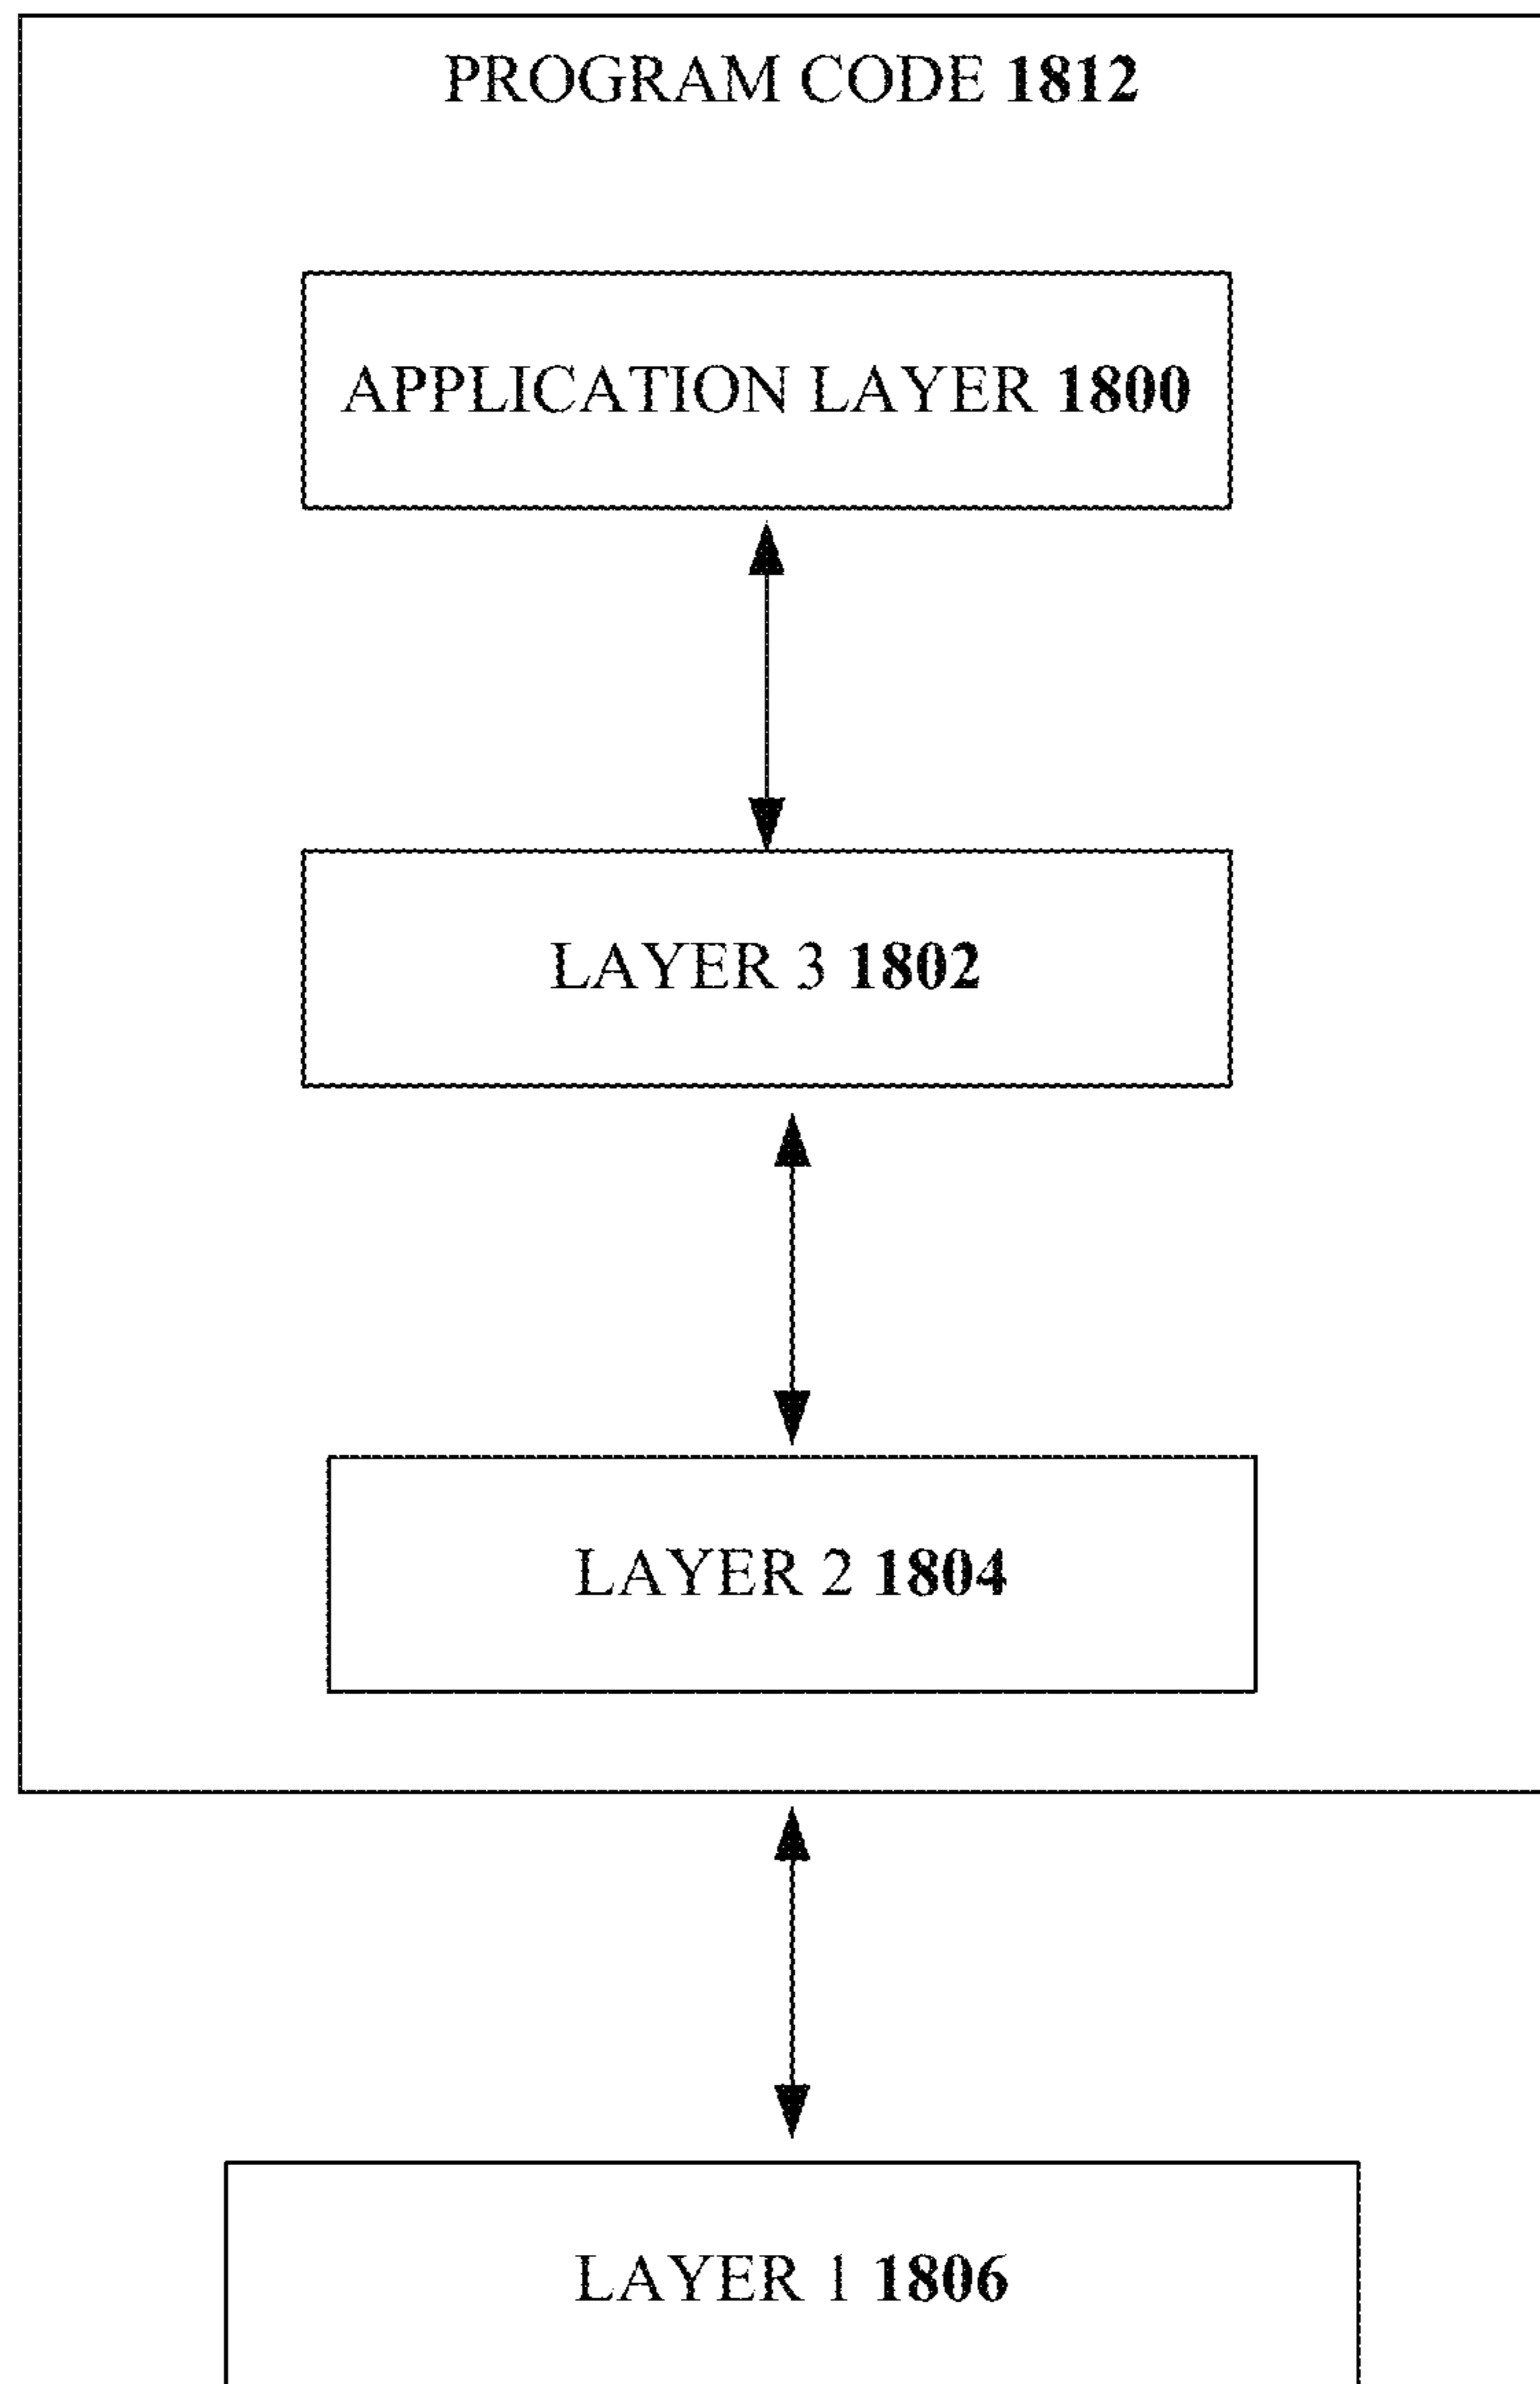 PROGRAM CODE 1812
APPLICATION LAYER 1800
LAYER 3 1802
LAYER 2 1804
LAYER 1 1806